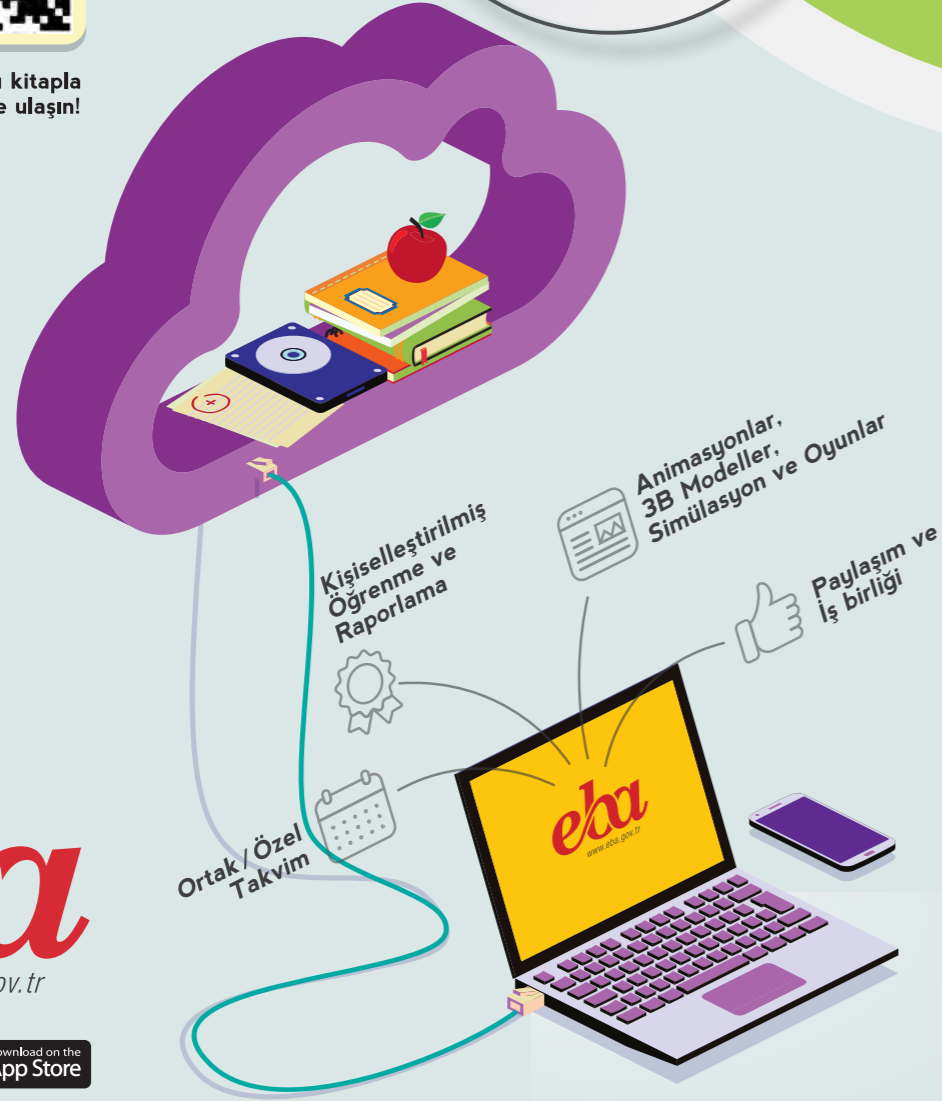 kitapla
ulaşın!
Animasyonlar,
3B Modeller,
Simülasyon ve Oyunlar
Kişiselleştirilmiş
Öğrenme ve
Raporlama
Paylaşım ve
İş birliği
Ortak / Özel
Takvim
eba
www.eba.gov.tr
ov.tr
ownload on the
App Store